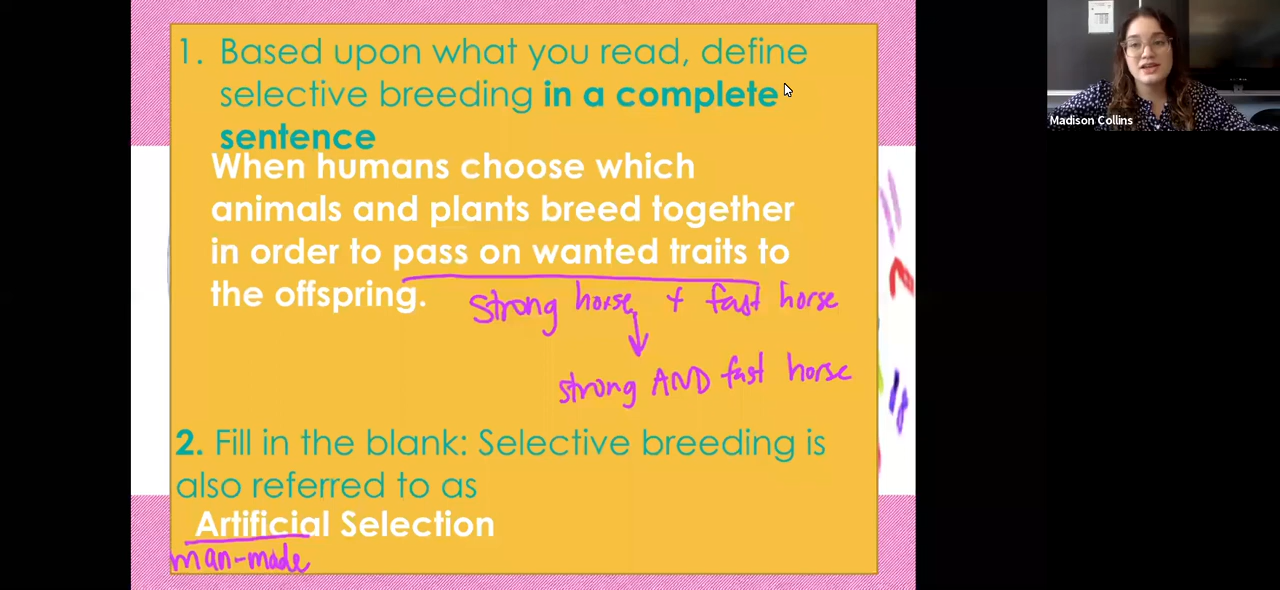 1. Based upon what you read, define
selective breeding in a complete
sentence
When humans choose which
animals and plants breed together
in order to pass on wanted traits to
the offspring.
strong horse + fast horse
strong AND fast horse
2. Fill in the blank: Selective breeding is
also referred to as
Artificial Selection
man-made
Madison Collins